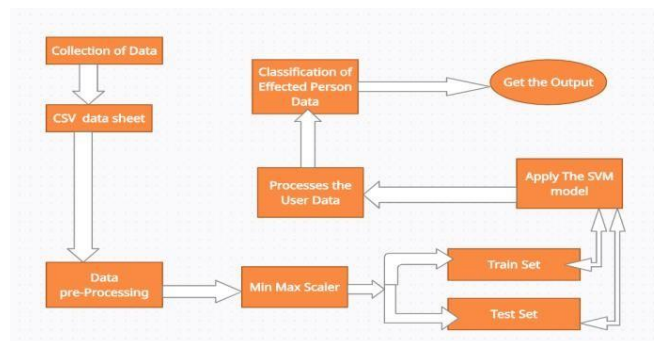 Collection of Data
CSV data sheet
Data
pre-Processing
Min Max Scaler
Train Set
Test Set
Apply The SVM
model
Processes the
User Data
Classification of
Effected Person
Data
Get the Output